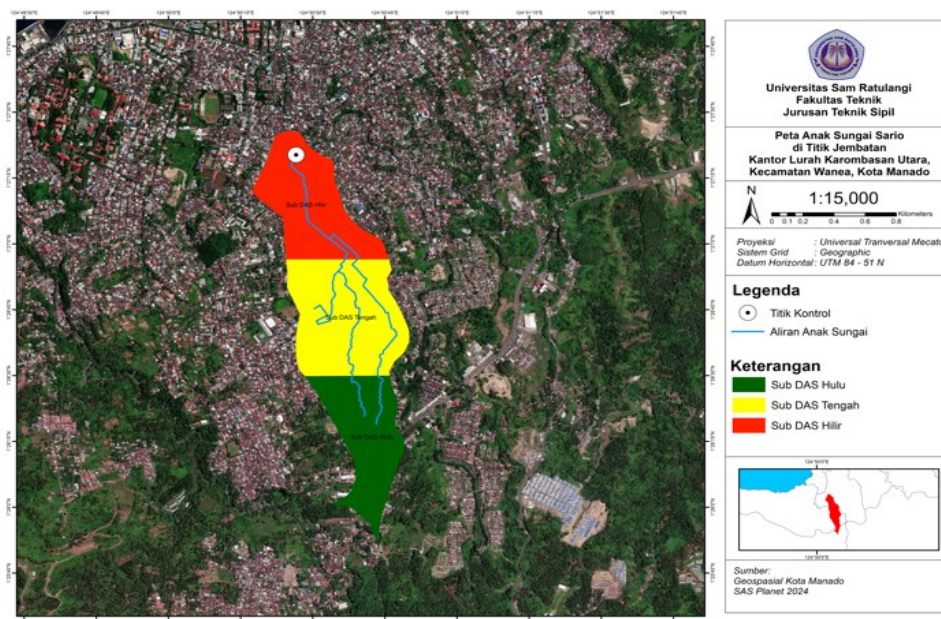 Universitas Sam Ratulangi
Fakultas Teknik
Jurusan Teknik Sipil
Peta Anak Sungai Sario
di Titik Jembatan
Kantor Lurah Karombasan Utara,
Kecamatan Wanea, Kota Manado
N
1:15,000
Kilometers
0 0.1 0.2 0.4 0.6 0.8
Proyeksi : Universal Tranversal Mecato
Sistem Grid : Geographic
Datum Horizontal : UTM 84 - 51 N
Legenda
Titik Kontrol
Aliran Anak Sungai
Keterangan
Sub DAS Hulu
Sub DAS Tengah
Sub DAS Hilir
Sumber:
Geospasial Kota Manado
SAS Planet 2024
Sub DAS Hilir
Sub DAS Tengah
Sub DAS Hulu